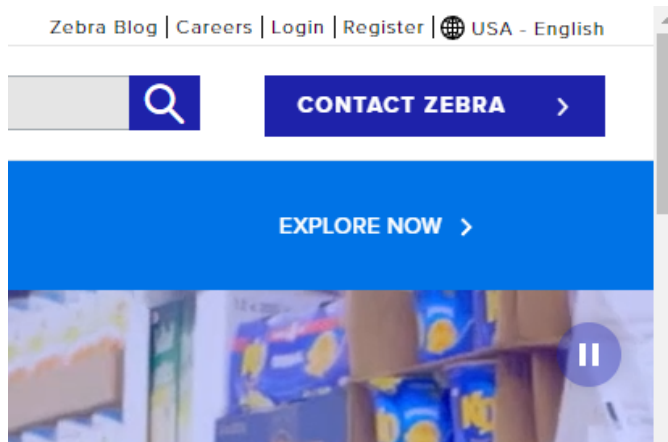 Zebra Blog | Careers | Login | Register | USA - English
CONTACT ZEBRA
EXPLORE NOW